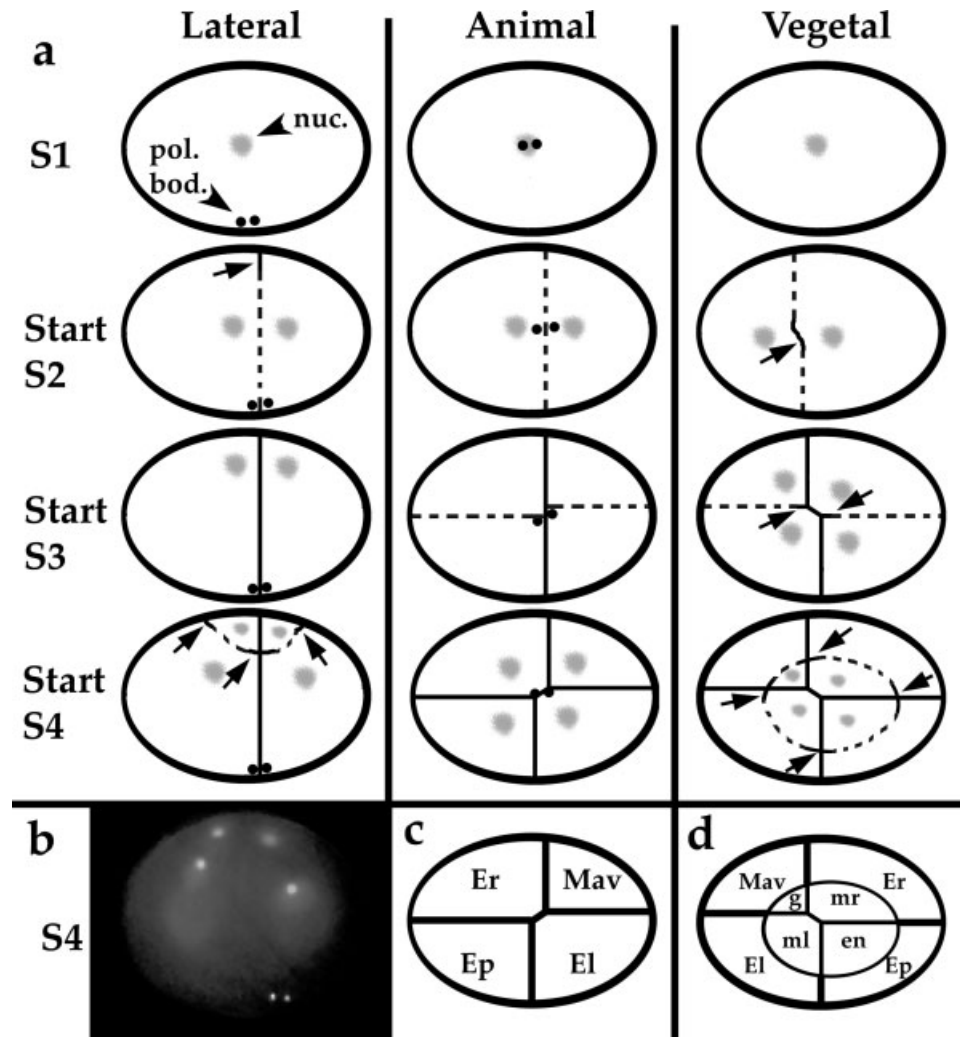 Lateral Animal Vegetal
a
S1
nuc.
pol.
bod.
Start
S2
Start
S3
Start
S4
b c d
S4
Er Mav
Ep El
Mav Er
g mr
ml en
El Ep